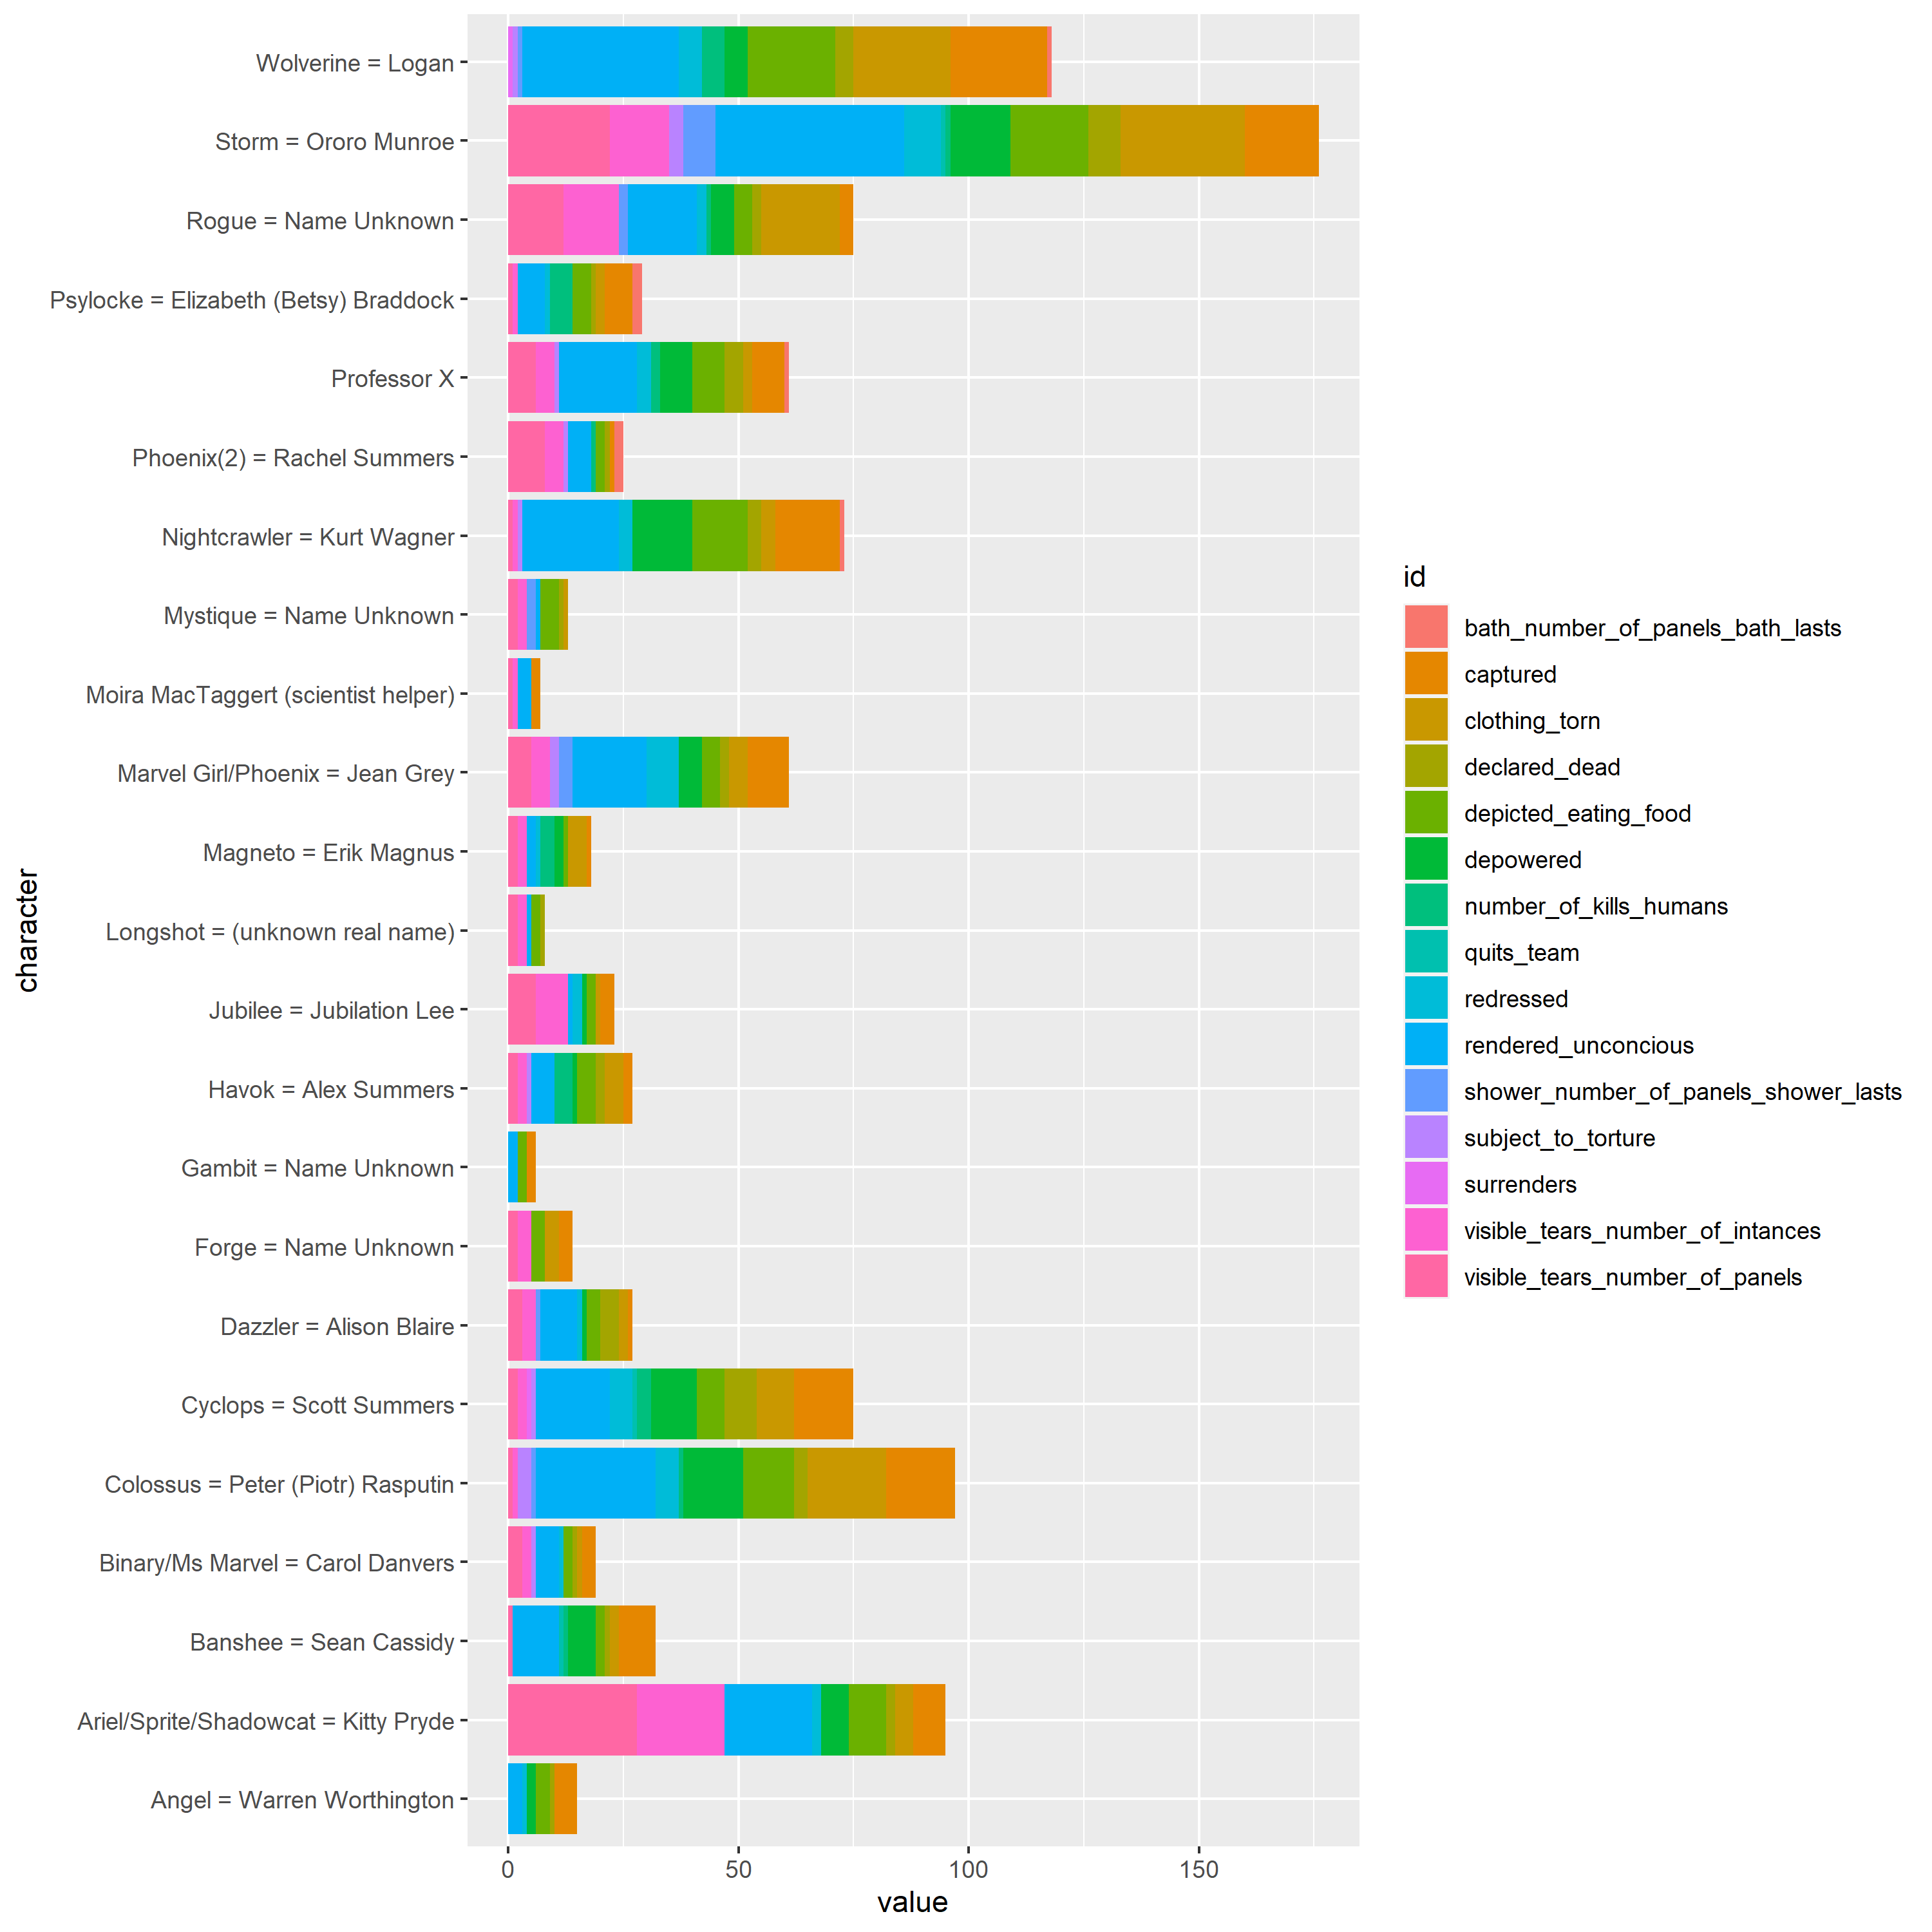 Wolverine = Logan
Storm = Ororo Munroe
Rogue = Name Unknown
Psylocke = Elizabeth (Betsy) Braddock
Professor X
Phoenix(2) = Rachel Summers
Nightcrawler = Kurt Wagner
Mystique = Name Unknown
Moira MacTaggert (scientist helper)
Marvel Girl/Phoenix = Jean Grey
Magneto = Erik Magnus
Longshot = (unknown real name)
Jubilee = Jubilation Lee
Havok = Alex Summers
Gambit = Name Unknown
Forge = Name Unknown
Dazzler = Alison Blaire
Cyclops = Scott Summers
Colossus = Peter (Piotr) Rasputin
Binary/Ms Marvel = Carol Danvers
Banshee = Sean Cassidy
Ariel/Sprite/Shadowcat = Kitty Pryde
Angel = Warren Worthington
character
0 50 100 150
value
id
bath_number_of_panels_bath_lasts
captured
clothing_torn
declared_dead
depicted_eating_food
depowered
number_of_kills_humans
quits_team
redressed
rendered_unconcious
shower_number_of_panels_shower_lasts
subject_to_torture
surrenders
visible_tears_number_of_intances
visible_tears_number_of_panels